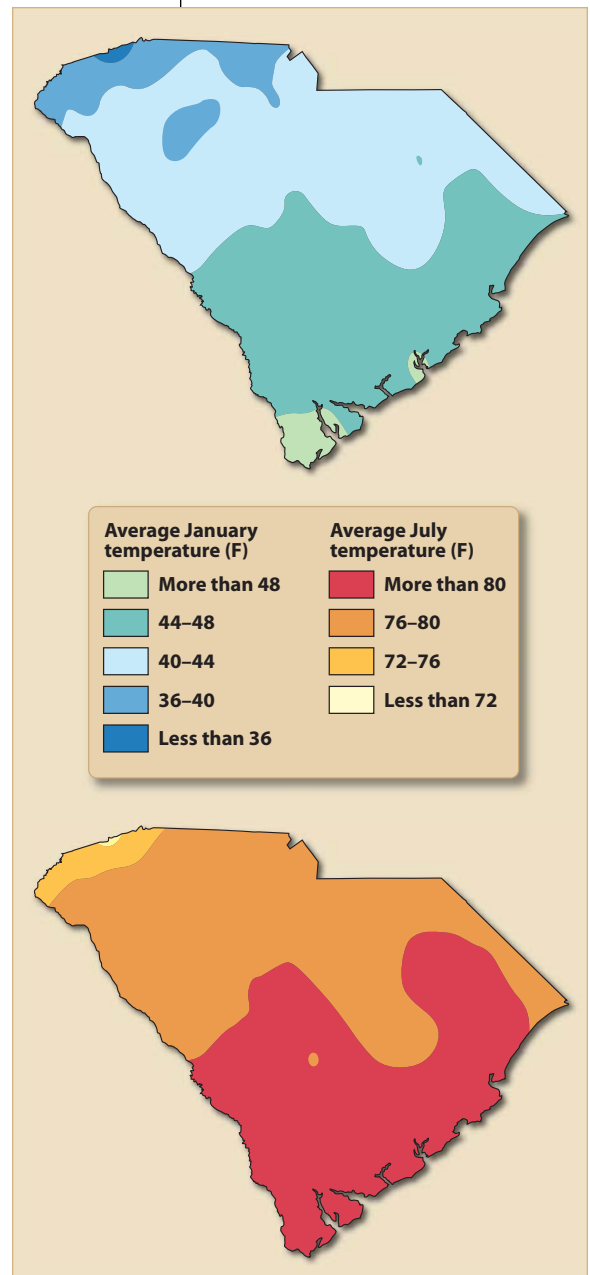 Average January
temperature (F)
More than 48
44–48
40–44
36–40
Less than 36
Average July
temperature (F)
More than 80
76–80
72–76
Less than 72